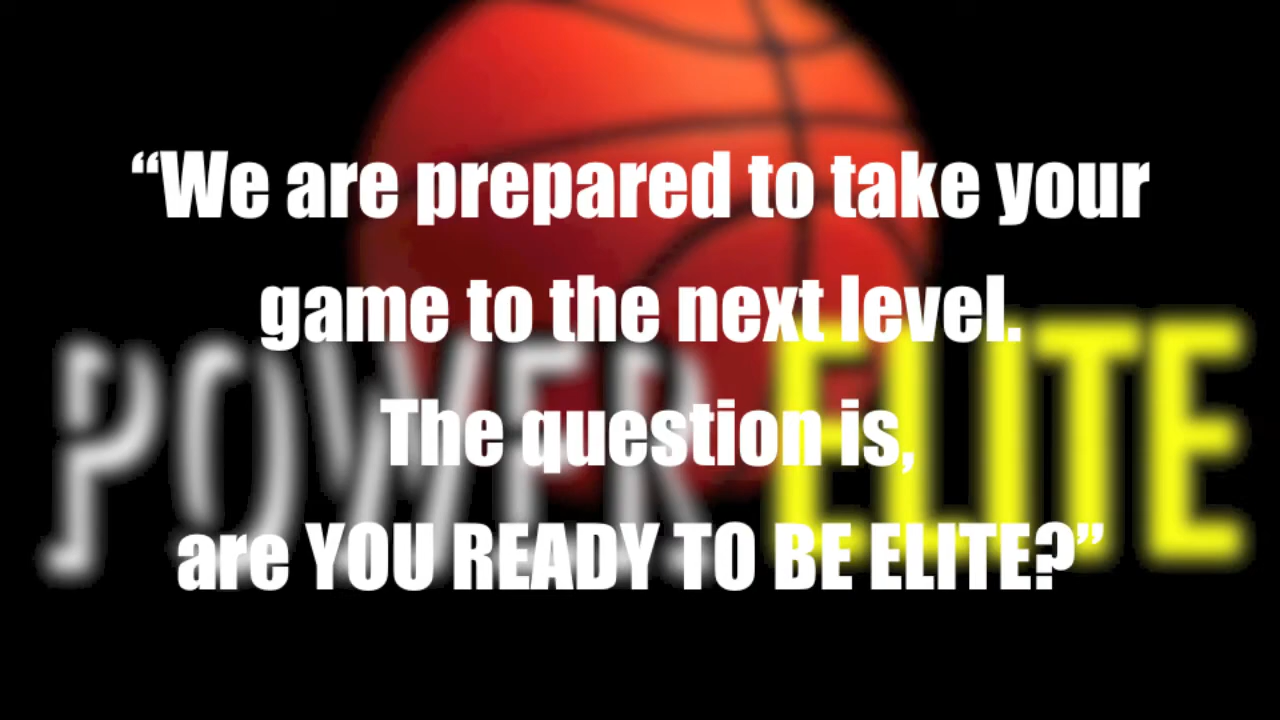 “We are prepared to take your
game to the next level.
The question is,
are YOU READY TO BE ELITE?”
POWER ELITE